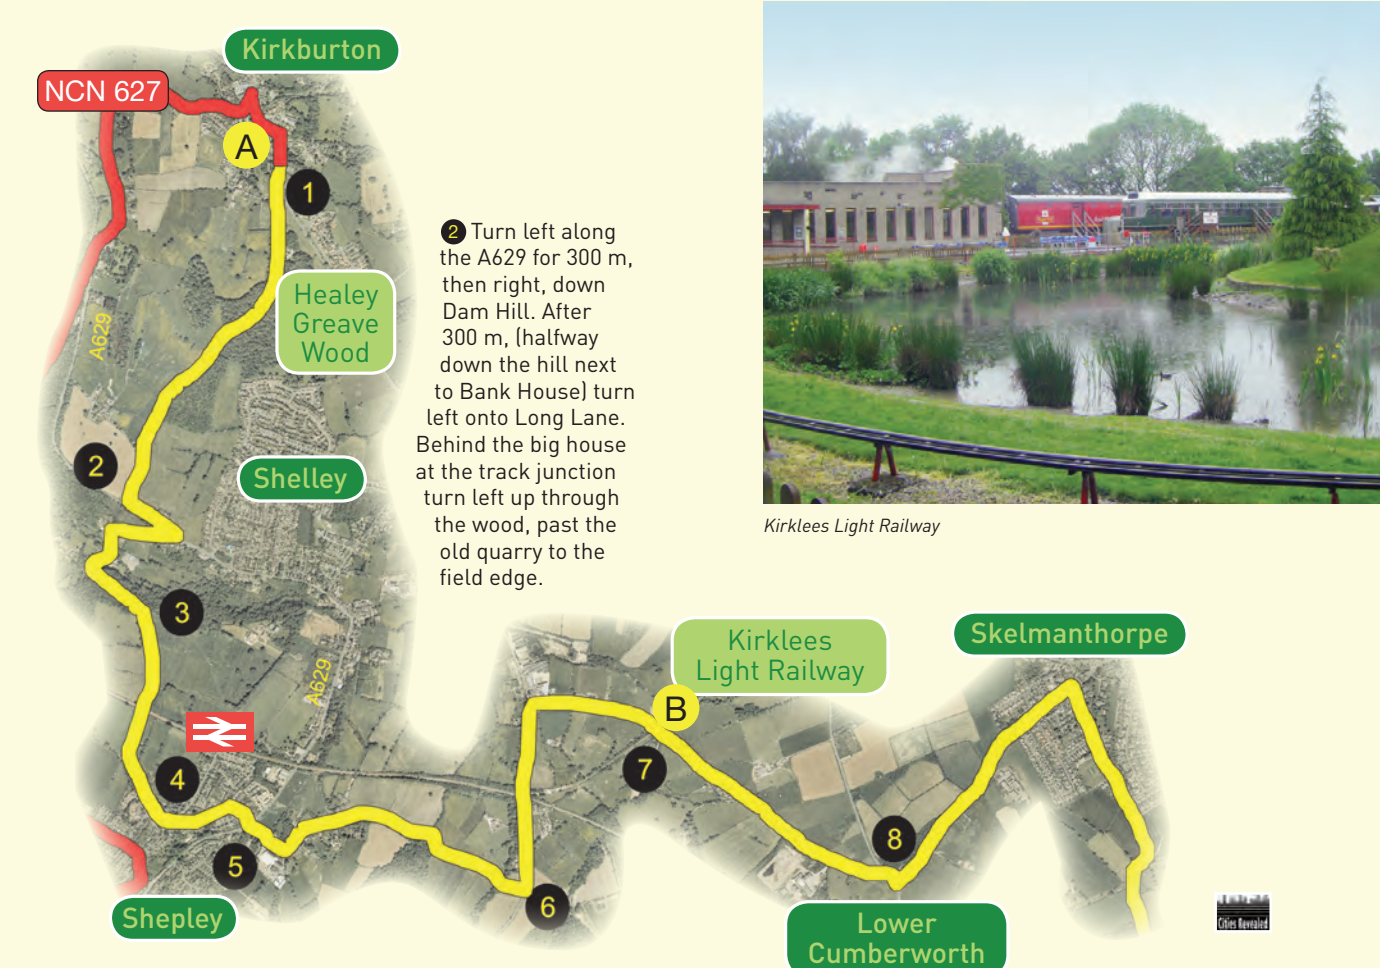 Kirkburton
NCN 627
A
1
Healey
Greave
Wood
A629
2
Shelley
3
A629
4
5
Shepley
6
2 Turn left along
the A629 for 300 m,
then right, down
Dam Hill. After
300 m, (halfway
down the hill next
to Bank House) turn
left onto Long Lane.
Behind the big house
at the track junction
turn left up through
the wood, past the
old quarry to the
field edge.
Kirklees Light Railway
Kirklees
Light Railway
B
7
Skelmanthorpe
8
Lower
Cumberworth
Cities Revealed